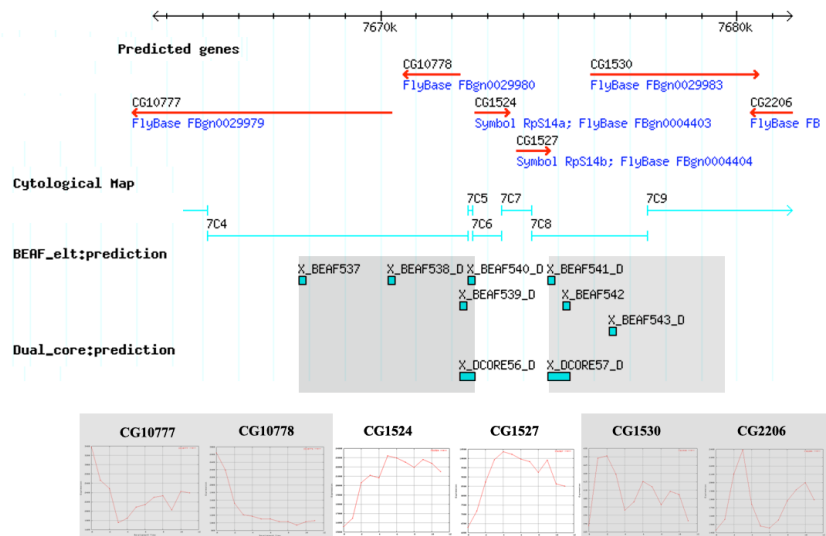 7670k 7680k
Predicted genes
CG10778 CG1530
FlyBase FBgn0029980 FlyBase FBgn0029983
CG10777 CG1524 CG2206
FlyBase FBgn0029979 Symbol RpS14a; FlyBase FBgn0004403 FlyBase FB
CG1527
Symbol RpS14b; FlyBase FBgn0004404
Cytological Map
7C5 7C7 7C9
7C4 7C6 7C8
BEAF_elt:prediction
X_BEAF537 X_BEAF538_D X_BEAF540_D X_BEAF541_D
X_BEAF539_D X_BEAF542
X_BEAF543_D
Dual_core:prediction
X_DCORE56_D X_DCORE57_D
CG10777 CG10778 CG1524 CG1527 CG1530 CG2206